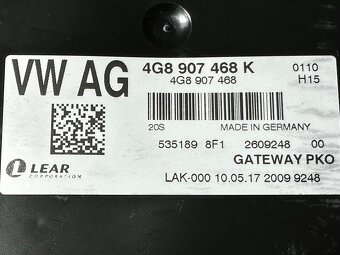 VW AG
4G8 907 468 K
0110
4G8 907 468
H15
20S
MADE IN GERMANY
535189 8F1
2609248
00
LEAR
CORPORATION
GATEWAY PKO
LAK-000 10.05.17 2009 9248